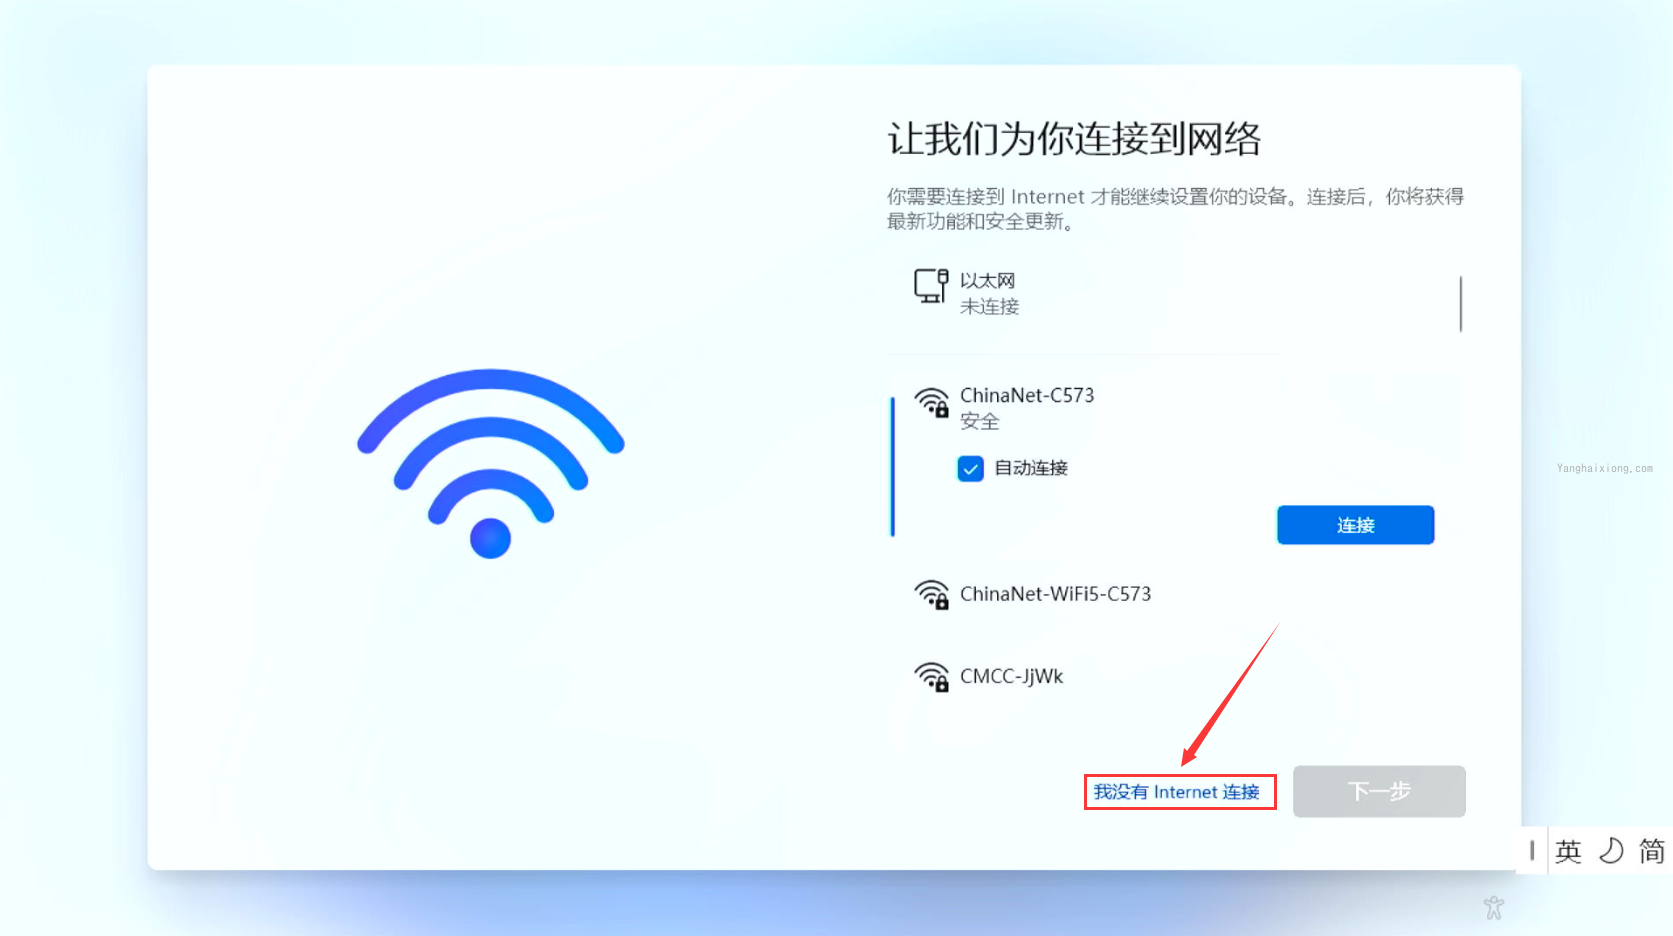 让我们为你连接到网络
你需要连接到 Internet 才能继续设置你的设备。连接后，你将获得
最新功能和安全更新。
以太网
未连接
ChinaNet-C573
安全
自动连接
连接
ChinaNet-WiFi5-C573
CMCC-JjWk
我没有 Internet 连接
下一步
英 简
Yanghaixiong.com